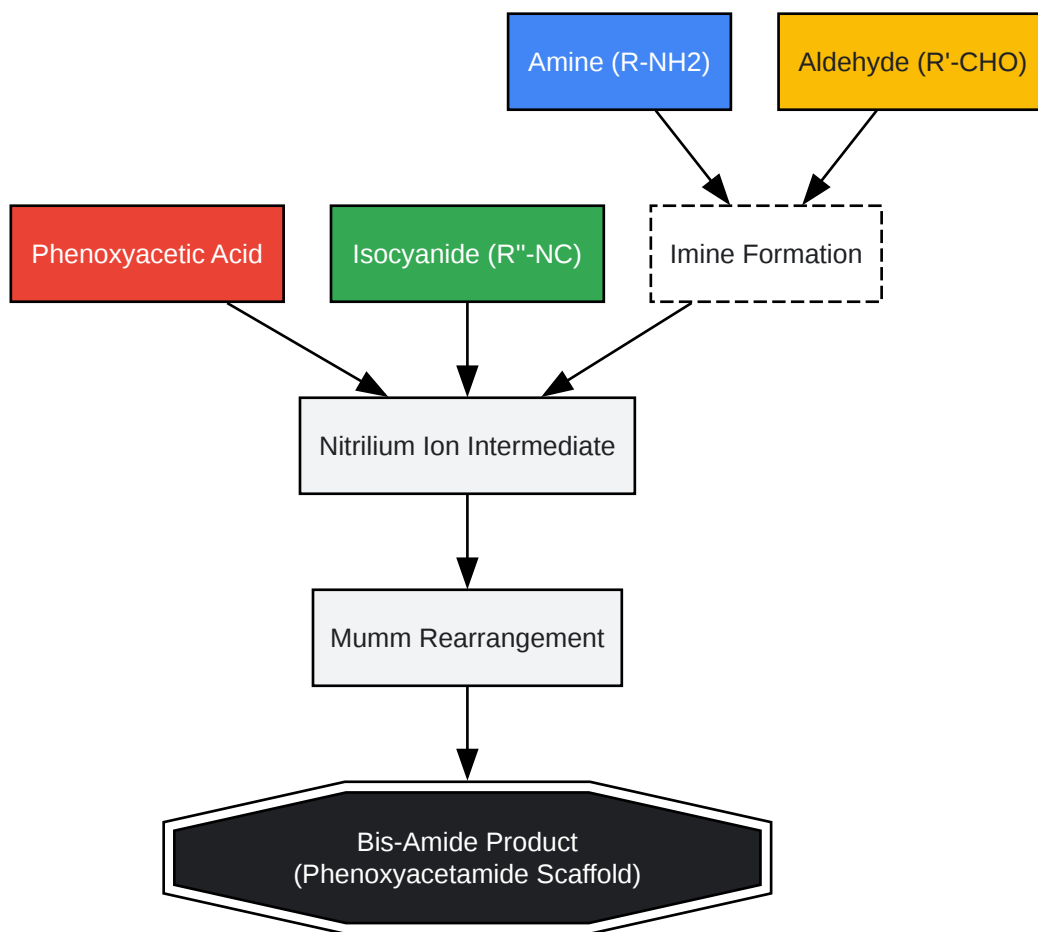 Amine (R-NH2)
Aldehyde (R'-CHO)
Phenoxyacetic Acid
Isocyanide (R"-NC)
Imine Formation
Nitrilium Ion Intermediate
Mumm Rearrangement
Bis-Amide Product
(Phenoxyacetamide Scaffold)